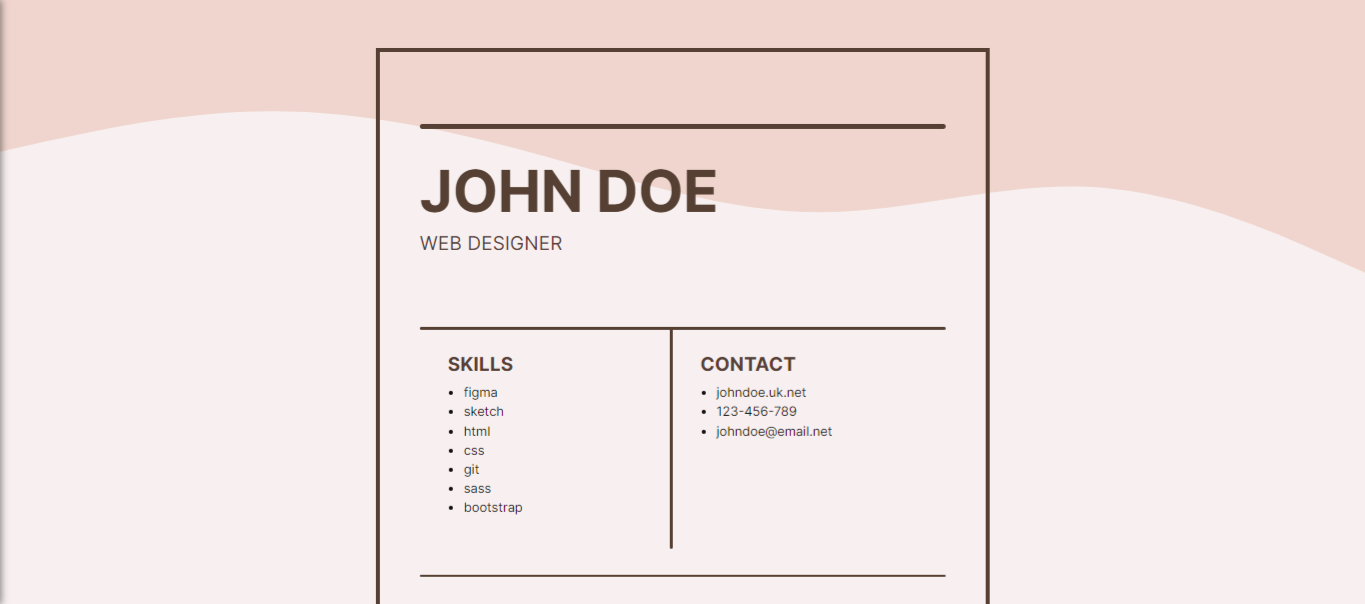 JOHN DOE
WEB DESIGNER
SKILLS
figma
sketch
html
css
git
sass
bootstrap
CONTACT
johndoe.uk.net
123-456-789
johndoe@email.net